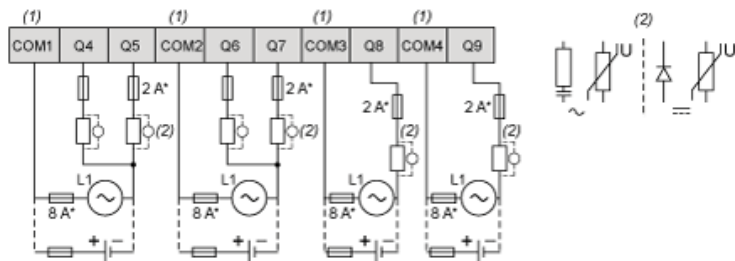 (1) (1) (1) (1) (2)
COM1 Q4 Q5 COM2 Q6 Q7 COM3 Q8 COM4 Q9
U U
2 A* 2 A* 2 A* 2 A*
(2) (2) (2) (2)
~ ⎓
L1 L1 L1 L1
~ ~ ~ ~
8 A* 8 A* 8 A* 8 A*
+ − + − + − + −